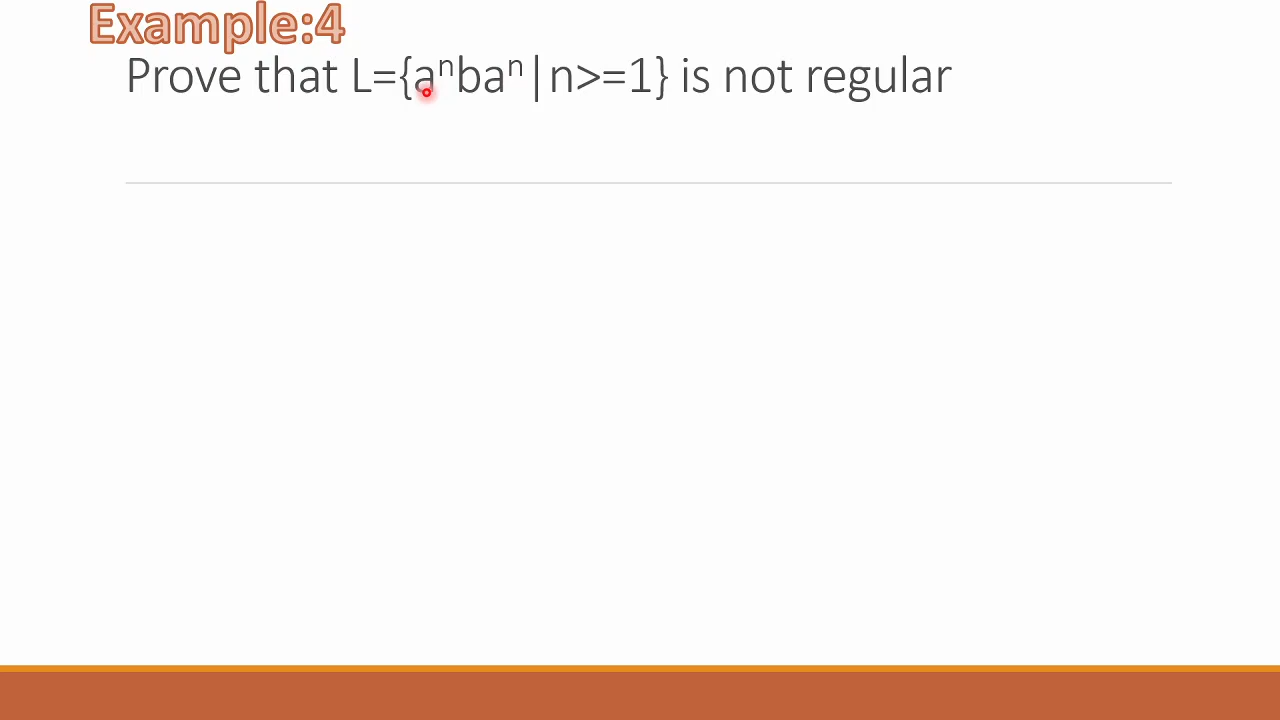 Example:4
Prove that L={aⁿbaⁿ|n>=1} is not regular